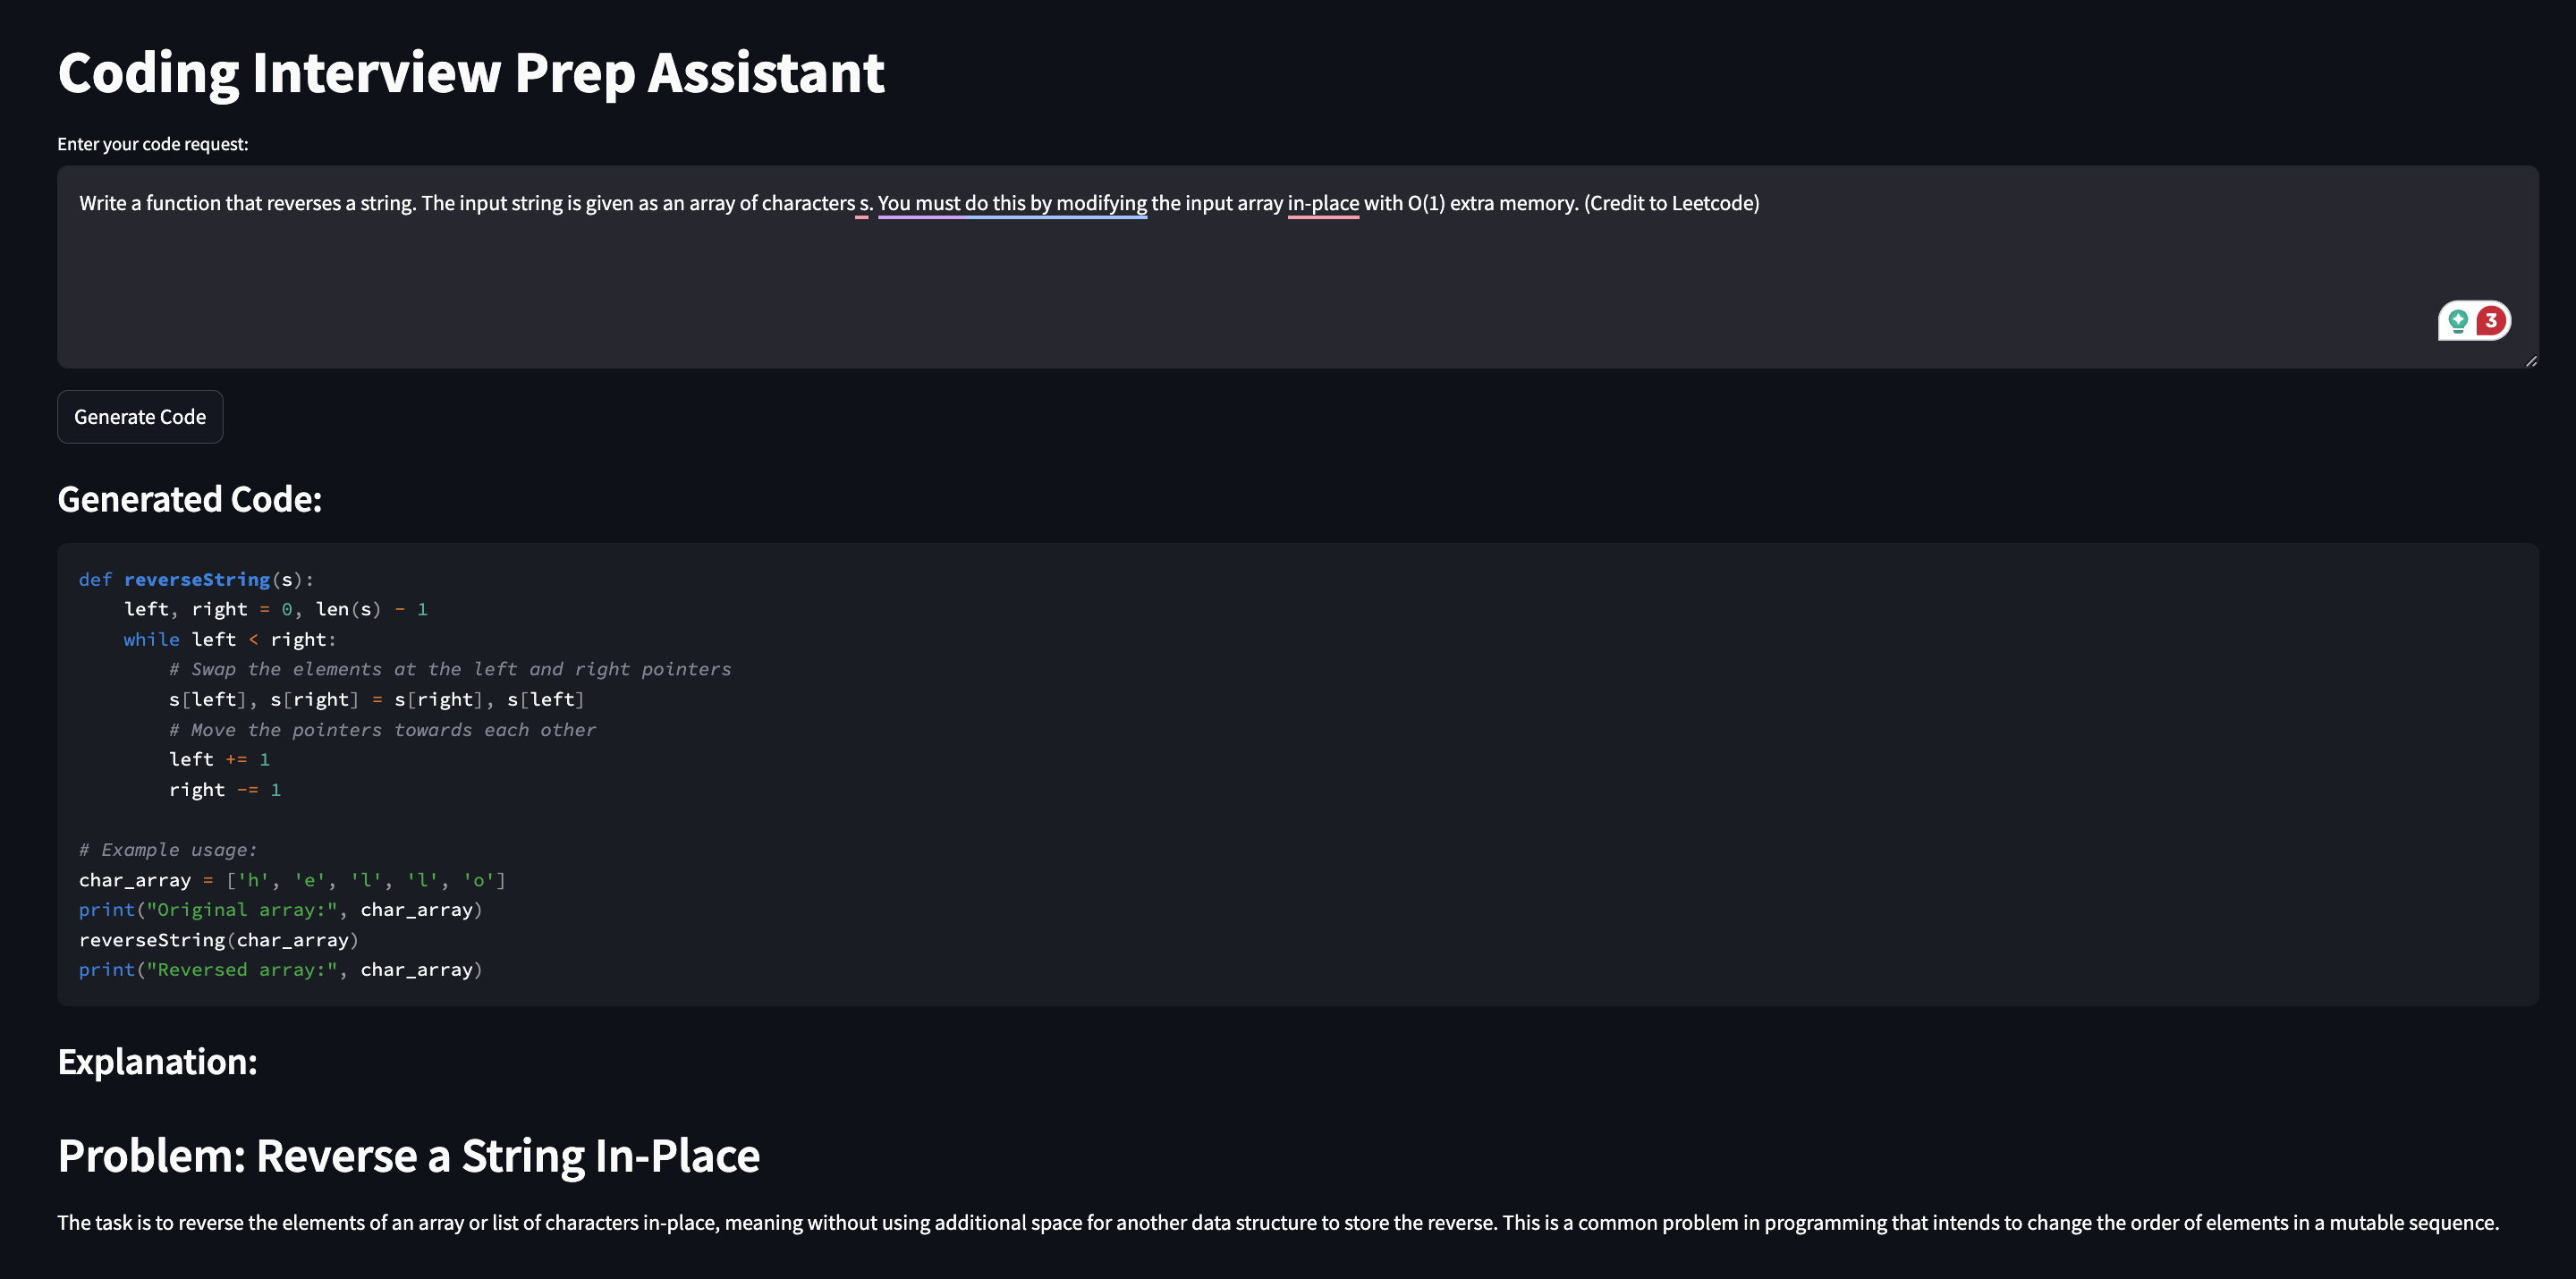 Coding Interview Prep Assistant
Enter your code request:
Write a function that reverses a string. The input string is given as an array of characters s. You must do this by modifying the input array in-place with O(1) extra memory. (Credit to Leetcode)
3
Generate Code
Generated Code:
def reverseString(s):
    left, right = 0, len(s) - 1
    while left < right:
        # Swap the elements at the left and right pointers
        s[left], s[right] = s[right], s[left]
        # Move the pointers towards each other
        left += 1
        right -= 1
# Example usage:
char_array = ['h', 'e', 'l', 'l', 'o']
print("Original array:", char_array)
reverseString(char_array)
print("Reversed array:", char_array)
Explanation:
Problem: Reverse a String In-Place
The task is to reverse the elements of an array or list of characters in-place, meaning without using additional space for another data structure to store the reverse. This is a common problem in programming that intends to change the order of elements in a mutable sequence.